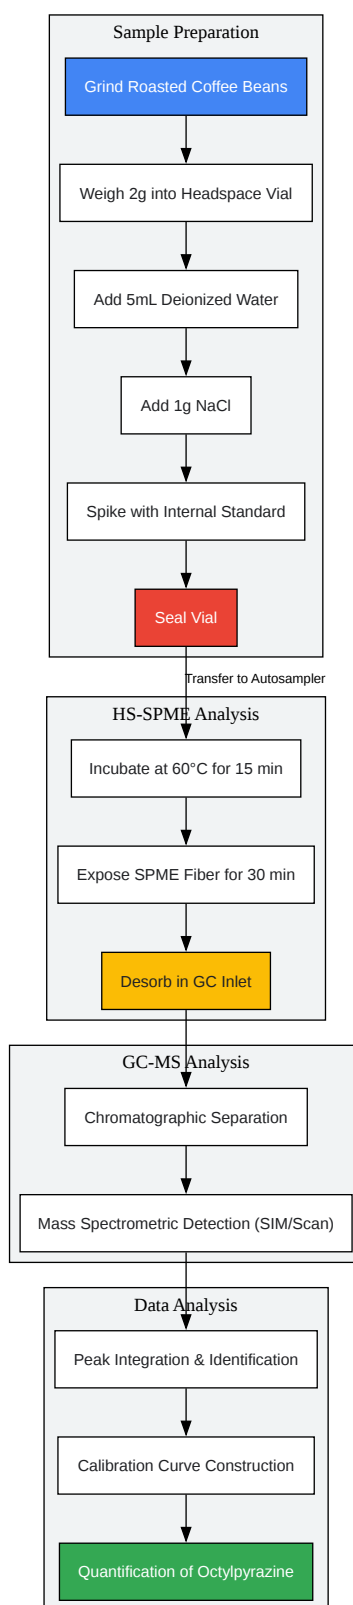 Sample Preparation
Grind Roasted Coffee Beans
Weigh 2g into Headspace Vial
Add 5mL Deionized Water
Add 1g NaCl
Spike with Internal Standard
Seal Vial
Transfer to Autosampler
HS-SPME Analysis
Incubate at 60°C for 15 min
Expose SPME Fiber for 30 min
Desorb in GC Inlet
GC-MS Analysis
Chromatographic Separation
Mass Spectrometric Detection (SIM/Scan)
Data Analysis
Peak Integration & Identification
Calibration Curve Construction
Quantification of Octylpyrazine